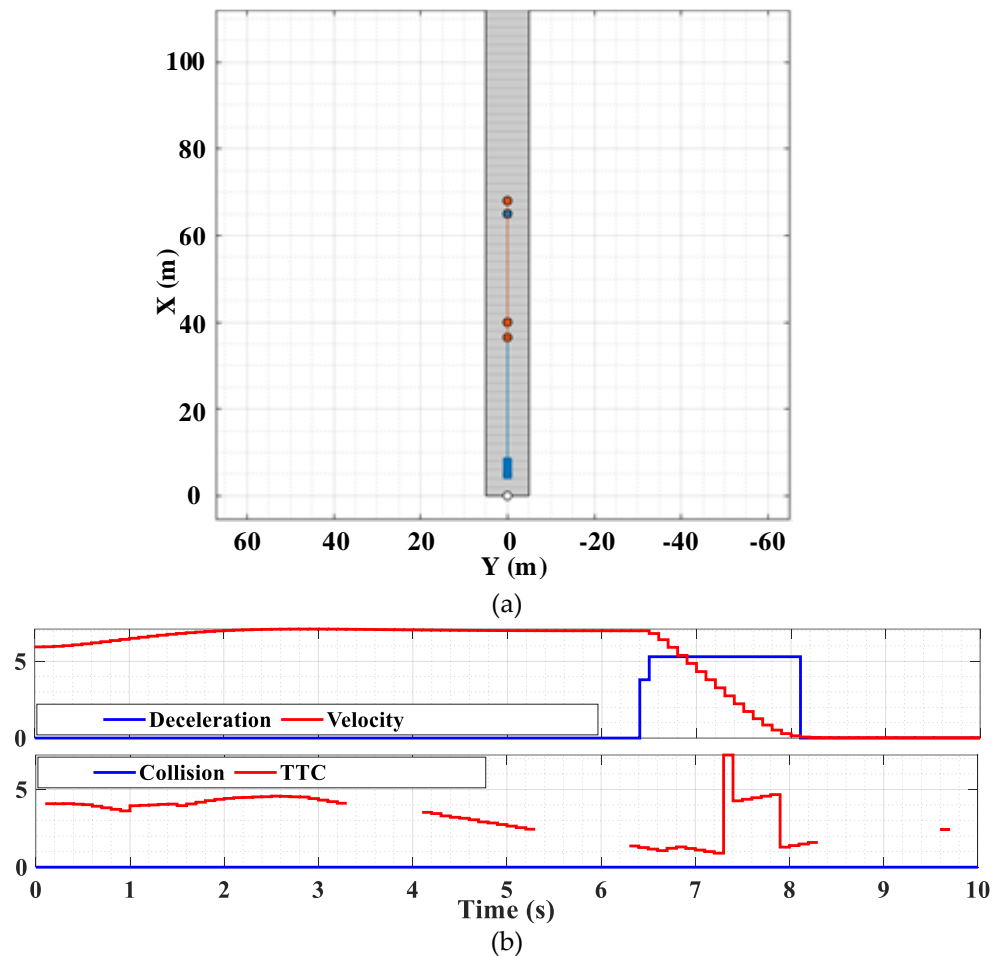 100
80
60
40
20
0
X (m)
60 40 20 0 -20 -40 -60
Y (m)
(a)
5
0
Deceleration Velocity
5
0
Collision TTC
0 1 2 3 4 5 6 7 8 9 10
Time (s)
(b)